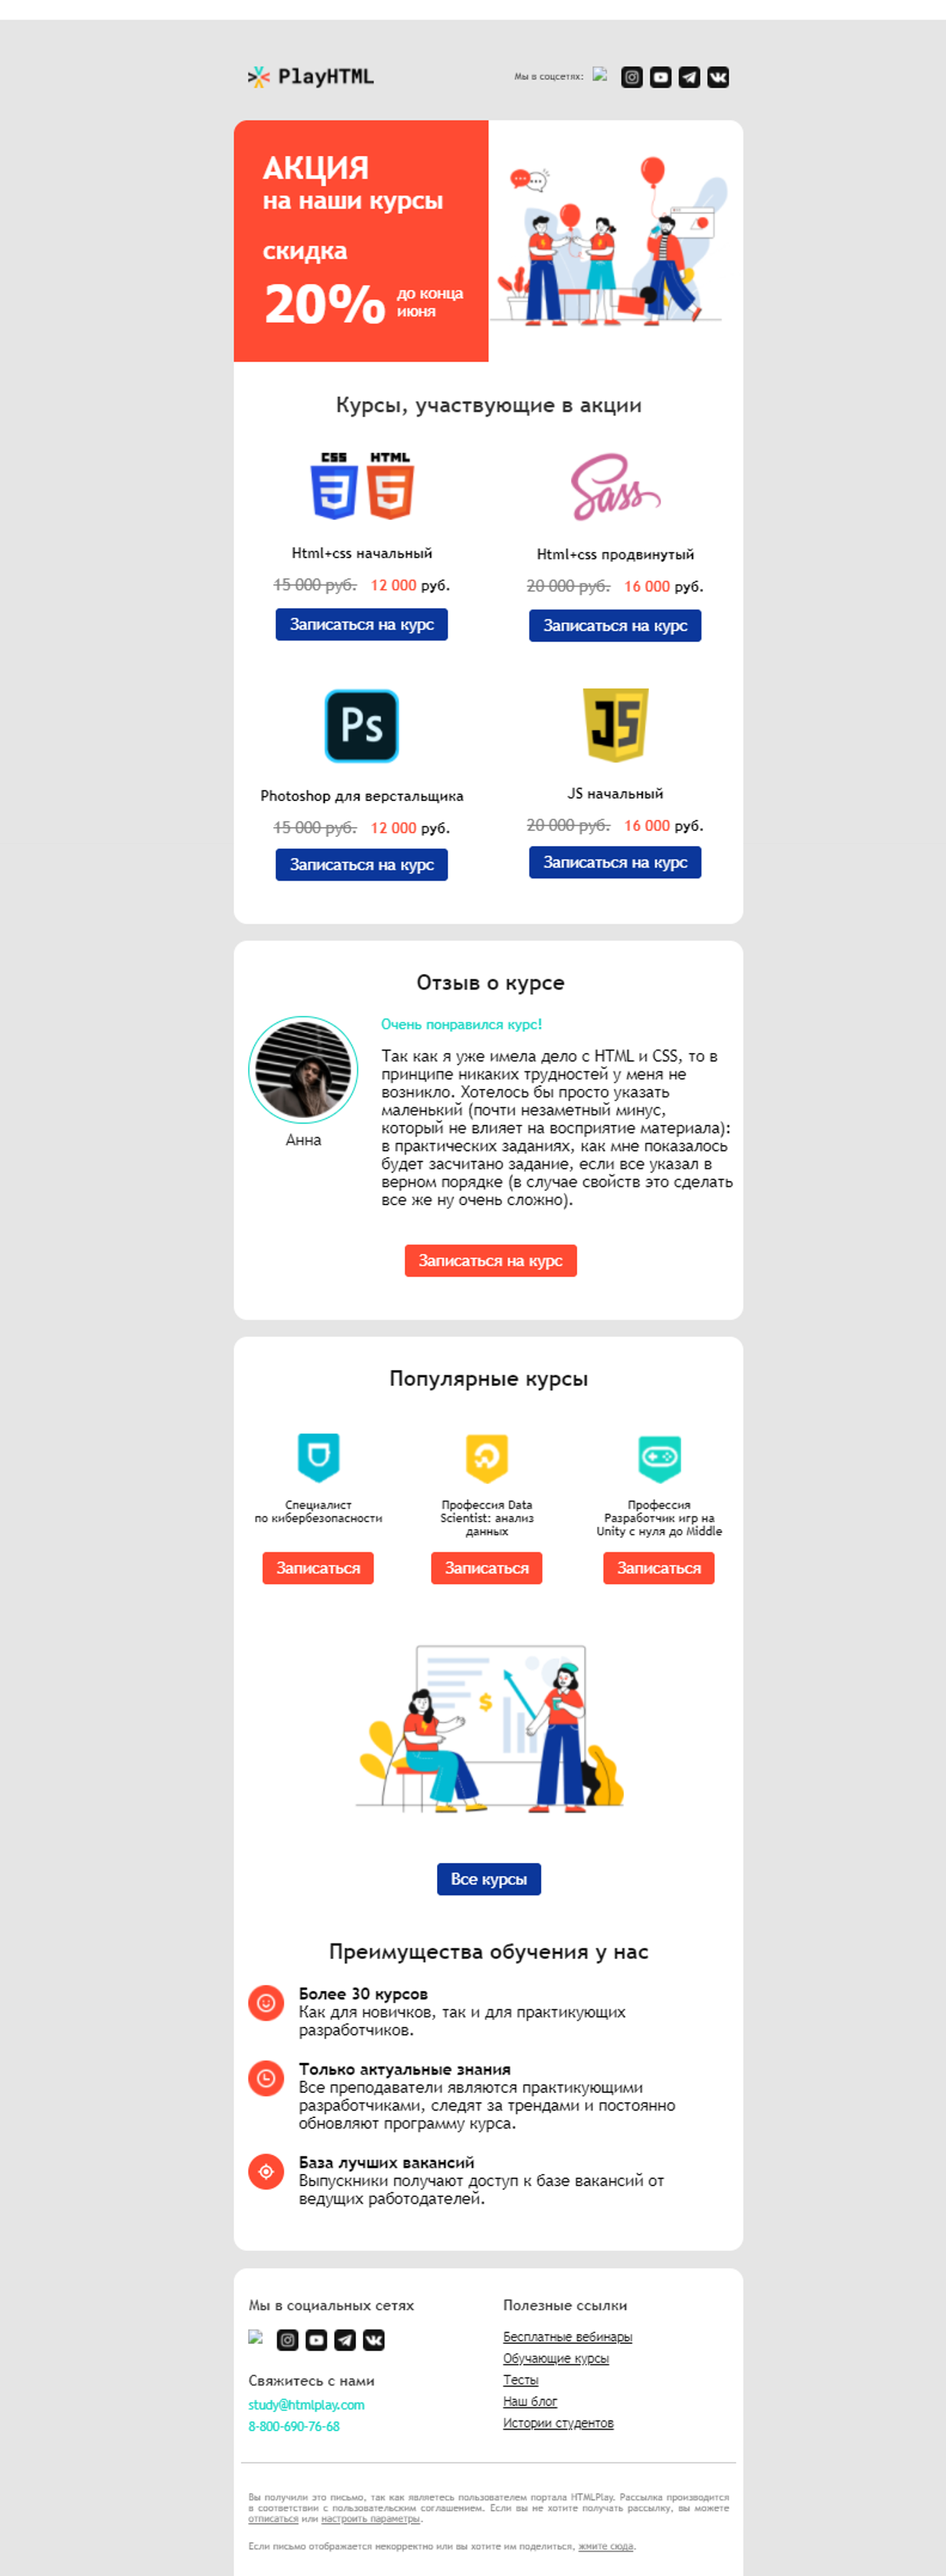 PlayHTML
Мы в соцсетях:
АКЦИЯ
на наши курсы
скидка
20%
до конца
июня
Курсы, участвующие в акции
CSS HTML
Html+css начальный
15 000 руб. 12 000 руб.
Записаться на курс
Sass
Html+css продвинутый
20 000 руб. 16 000 руб.
Записаться на курс
Ps
Photoshop для верстальщика
15 000 руб. 12 000 руб.
Записаться на курс
JS
JS начальный
20 000 руб. 16 000 руб.
Записаться на курс
Отзыв о курсе
Анна
Очень понравился курс!
Так как я уже имела дело с HTML и CSS, то в
принципе никаких трудностей у меня не
возникло. Хотелось бы просто указать
маленький (почти незаметный минус,
который не влияет на восприятие материала):
в практических заданиях, как мне показалось
будет засчитано задание, если все указал в
верном порядке (в случае свойств это сделать
все же ну очень сложно).
Записаться на курс
Популярные курсы
Специалист
по кибербезопасности
Записаться
Профессия Data
Scientist: анализ
данных
Записаться
Профессия
Разработчик игр на
Unity с нуля до Middle
Записаться
$
Все курсы
Преимущества обучения у нас
Более 30 курсов
Как для новичков, так и для практикующих
разработчиков.
Только актуальные знания
Все преподаватели являются практикующими
разработчиками, следят за трендами и постоянно
обновляют программу курса.
База лучших вакансий
Выпускники получают доступ к базе вакансий от
ведущих работодателей.
Мы в социальных сетях
Свяжитесь с нами
study@htmlplay.com
8-800-690-76-68
Полезные ссылки
Бесплатные вебинары
Обучающие курсы
Тесты
Наш блог
Истории студентов
Вы получили это письмо, так как являетесь пользователем портала HTMLPlay. Рассылка производится
в соответствии с пользовательским соглашением. Если вы не хотите получать рассылку, вы можете
отписаться или настроить параметры.
Если письмо отображается некорректно или вы хотите им поделиться, жмите сюда.